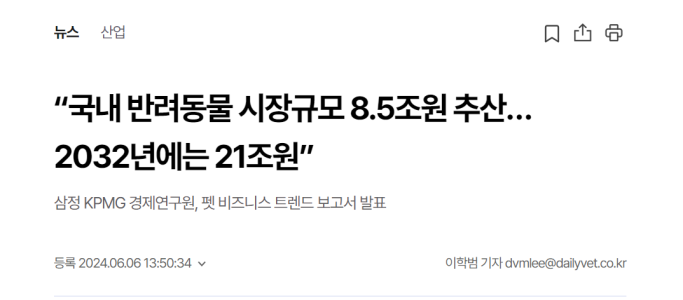 뉴스 산업
“국내 반려동물 시장규모 8.5조원 추산…
2032년에는 21조원”
삼정 KPMG 경제연구원, 펫 비즈니스 트렌드 보고서 발표
등록 2024.06.06 13:50:34
이학범 기자 dvmlee@dailyvet.co.kr